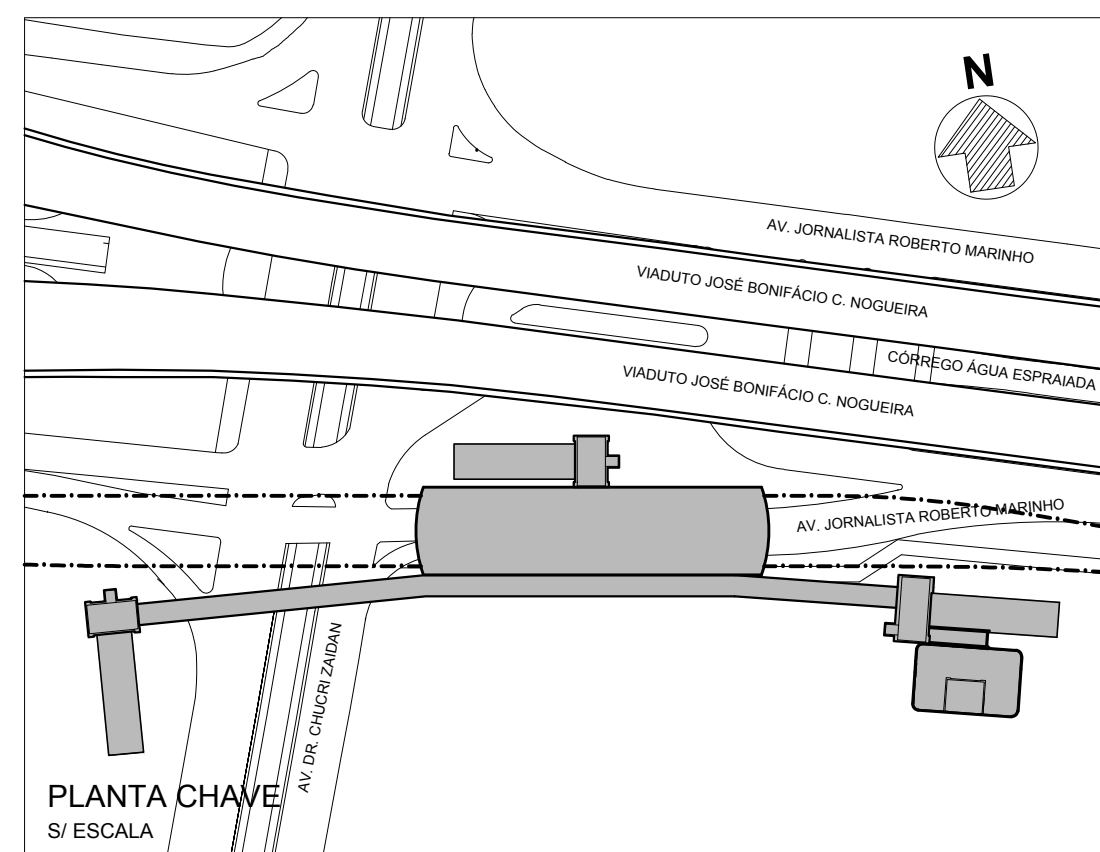 N
AV. JORNALISTA ROBERTO MARINHO
VIADUTO JOSÉ BONIFÁCIO C. NOGUEIRA
CÓRREGO ÁGUA ESPRAIADA
VIADUTO JOSÉ BONIFÁCIO C. NOGUEIRA
AV. JORNALISTA ROBERTO MARINHO
AV. DR. CHUCRI ZAIDAN
PLANTA CHAVE
S/ ESCALA